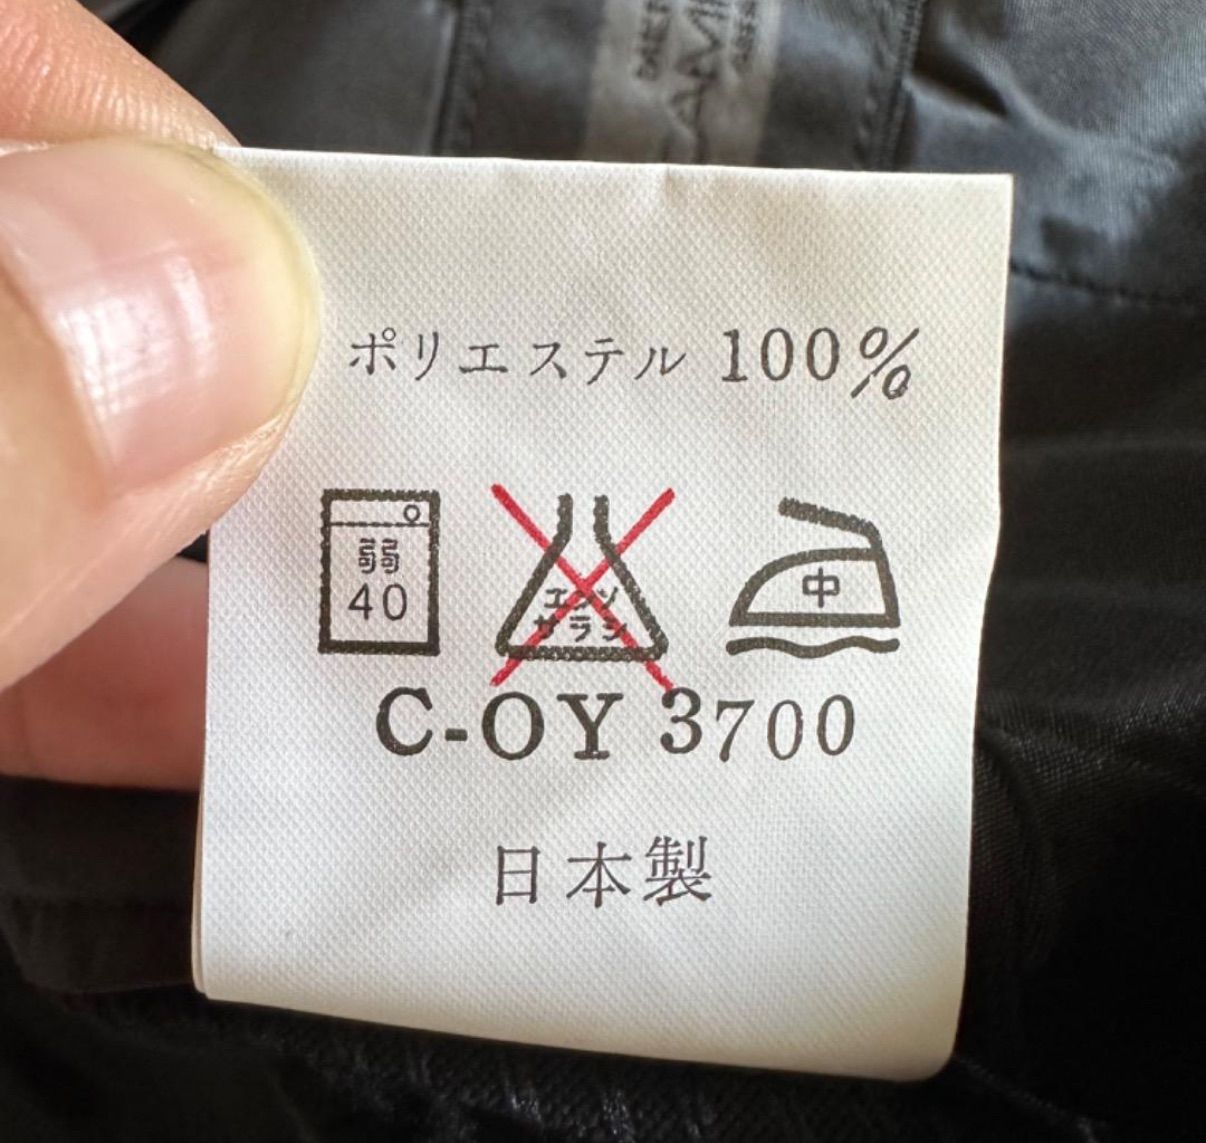 ポリエステル 100%
弱
40
エンソ
サラシ
中
C-OY 3700
日本製